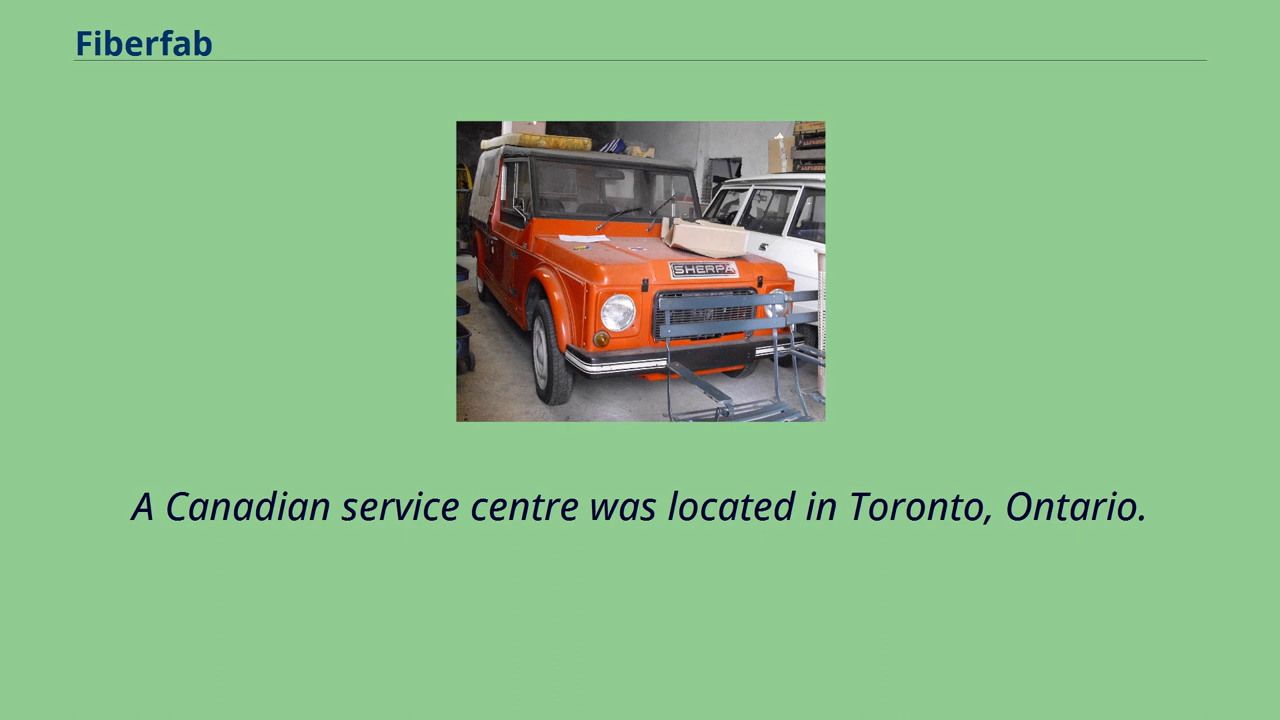 Fiberfab
SHERPA
A Canadian service centre was located in Toronto, Ontario.